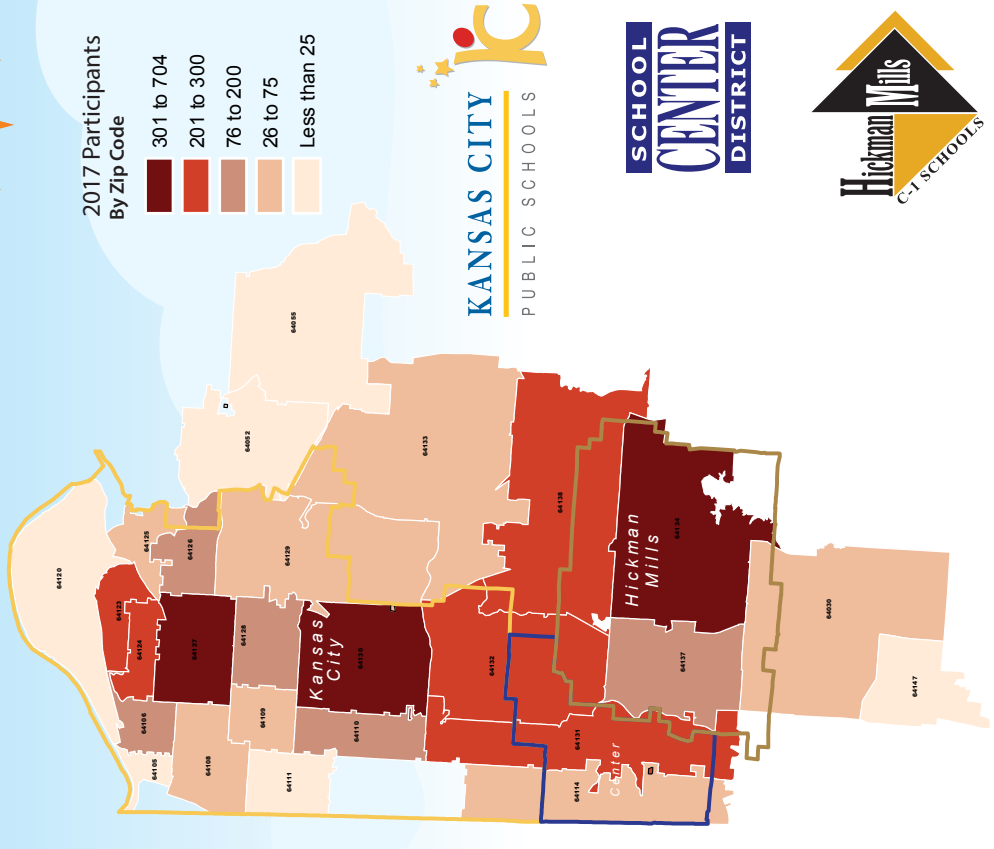 2017 Participants
By Zip Code
301 to 704
201 to 300
76 to 200
26 to 75
Less than 25
KANSAS CITY
PUBLIC SCHOOLS
KC
SCHOOL
CENTER
DISTRICT
Hickman
Mills
C-1 SCHOOLS
64120
64125
64126
64123
64124
64127
64128
64129
64106
64105
64108
64109
64111
64110
Kansas
City
64130
64052
64055
64133
64138
64132
64131
64114
Center
Hickman
Mills
64134
64137
64030
64147